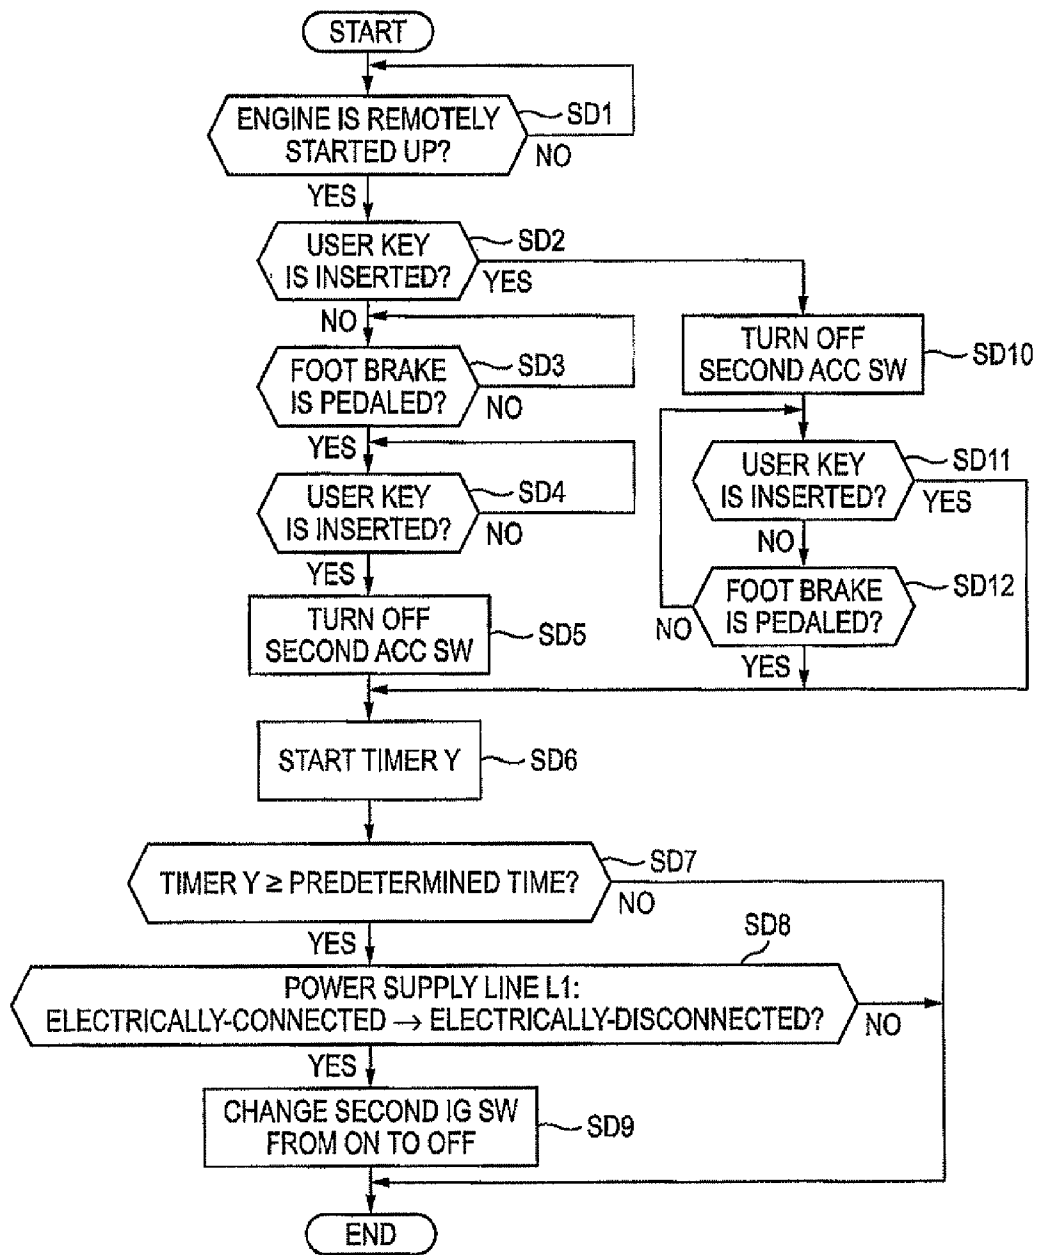 START
ENGINE IS REMOTELY
STARTED UP?
SD1
NO
YES
USER KEY
IS INSERTED?
SD2
YES
NO
FOOT BRAKE
IS PEDALED?
SD3
NO
YES
USER KEY
IS INSERTED?
SD4
NO
YES
TURN OFF
SECOND ACC SW
SD5
TURN OFF
SECOND ACC SW
SD10
USER KEY
IS INSERTED?
SD11
YES
NO
FOOT BRAKE
IS PEDALED?
SD12
NO
YES
START TIMER Y
SD6
TIMER Y ≥ PREDETERMINED TIME?
SD7
NO
YES
SD8
POWER SUPPLY LINE L1:
ELECTRICALLY-CONNECTED → ELECTRICALLY-DISCONNECTED?
NO
YES
CHANGE SECOND IG SW
FROM ON TO OFF
SD9
END